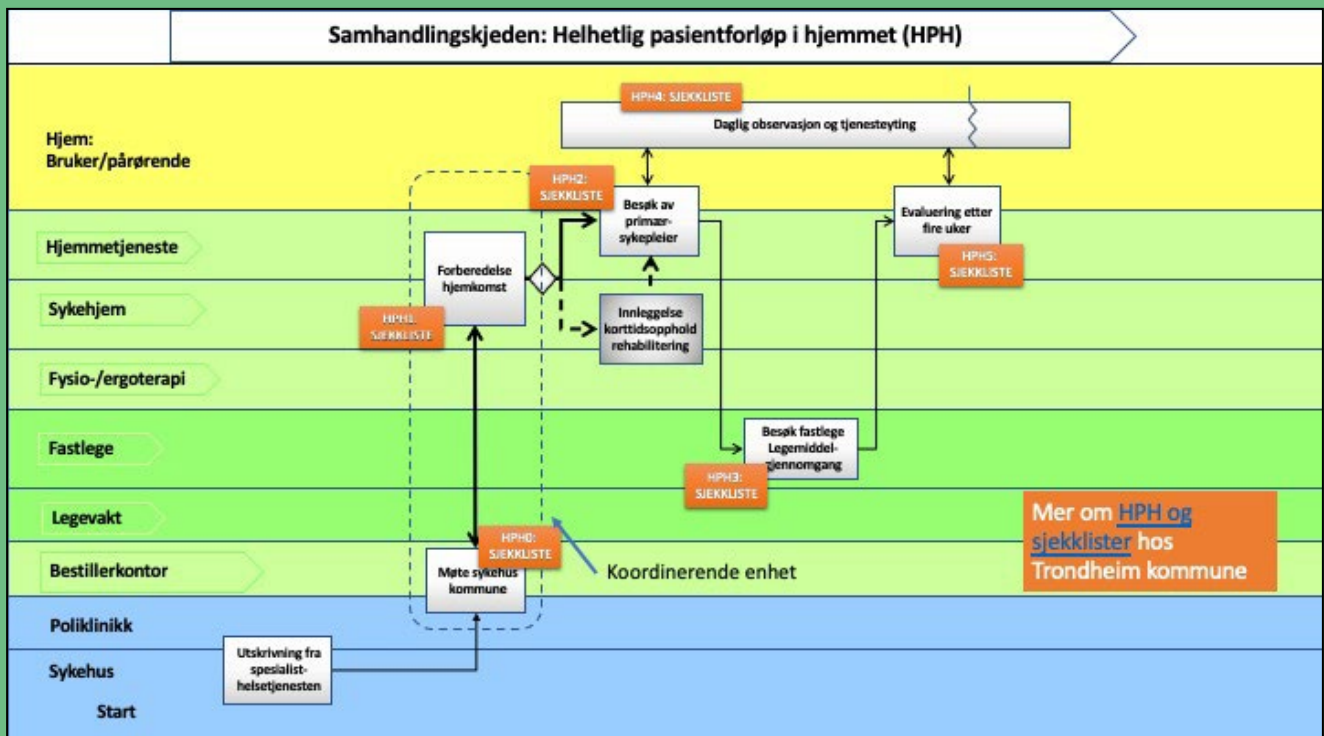 Samhandlingskjeden: Helhetlig pasientforløp i hjemmet (HPH)
HPH4: SJEKKLISTE
Daglig observasjon og tjenesteyting
Hjem:
Bruker/pårørende
HPH2:
SJEKKLISTE
Besøk av
primær-
sykepleier
Evaluering etter
fire uker
HPH5:
SJEKKLISTE
Hjemmetjeneste
Forberedelse
hjemkomst
Sykehjem
HPH1:
SJEKKLISTE
Innleggelse
korttidsopphold
rehabilitering
Fysio-/ergoterapi
Fastlege
Besøk fastlege
Legemiddel-
gjennomgang
HPH3:
SJEKKLISTE
Legevakt
Mer om HPH og
sjekklister hos
Trondheim kommune
HPH0:
SJEKKLISTE
Bestillerkontor
Møte sykehus
kommune
Koordinerende enhet
Poliklinikk
Utskrivning fra
spesialist-
helsetjenesten
Sykehus
Start